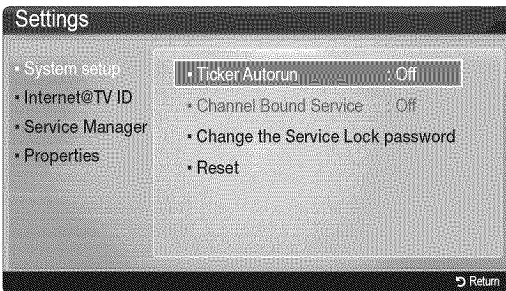 Settings
▪ System setup
▪ Internet@TV ID
▪ Service Manager
▪ Properties
▪ Ticker Autorun : Off
▪ Channel Bound Service : Off
▪ Change the Service Lock password
▪ Reset
Return